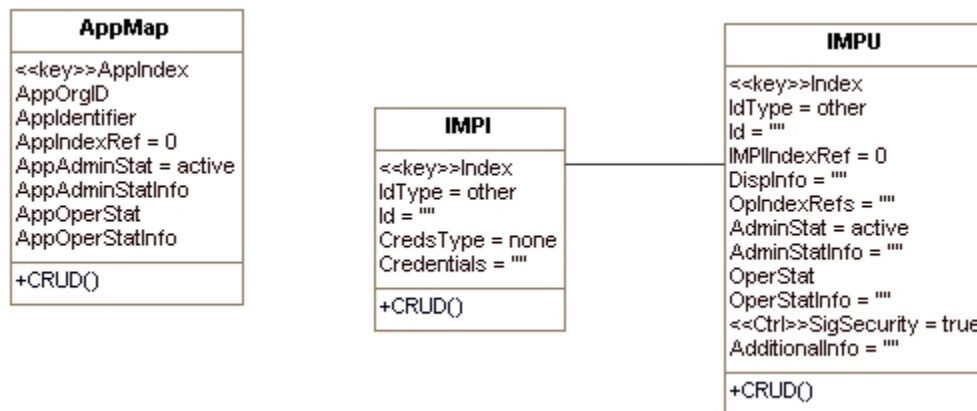 AppMap
<<key>>AppIndex
AppOrgID
AppIdentifier
AppIndexRef = 0
AppAdminStat = active
AppAdminStatInfo
AppOperStat
AppOperStatInfo
+CRUD()
IMPI
<<key>>Index
IdType = other
Id = ""
CredsType = none
Credentials = ""
+CRUD()
IMPU
<<key>>Index
IdType = other
Id = ""
IMPIIndexRef = 0
DispInfo = ""
OpIndexRefs = ""
AdminStat = active
AdminStatInfo = ""
OperStat
OperStatInfo = ""
<<Ctrl>>SigSecurity = true
AdditionalInfo = ""
+CRUD()